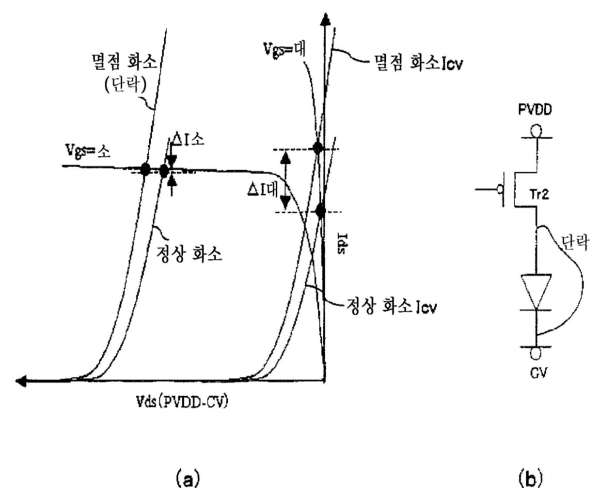 Vgs=대
멸점 화소Icv
멸점 화소
(단락)
PVDD
Vgs=소
ΔI소
ΔI대
Tr2
Ids
단락
정상 화소
정상 화소Icv
CV
Vds(PVDD-CV)
(a)
(b)